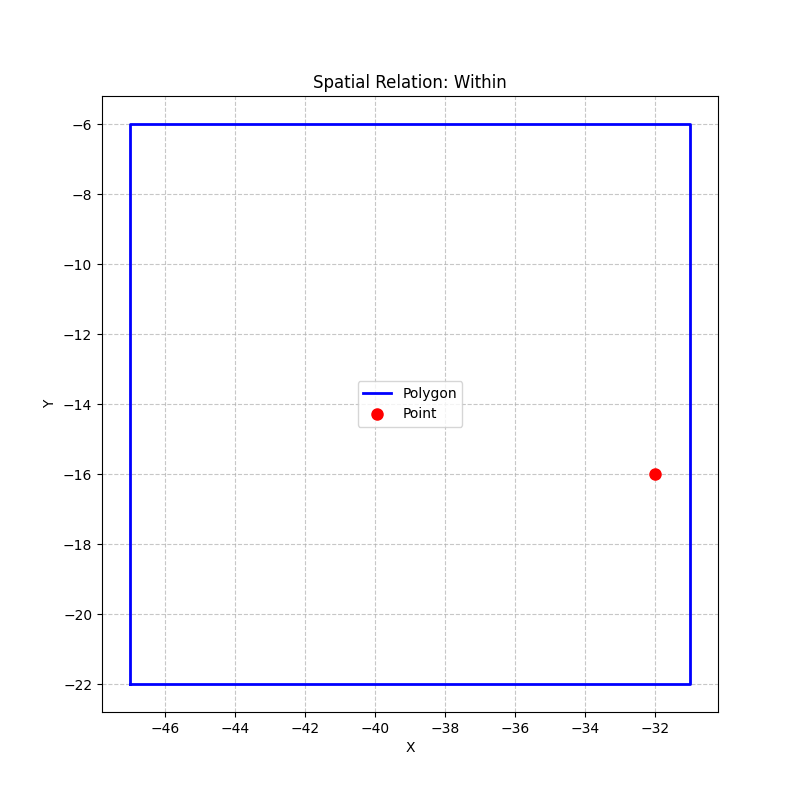 Spatial Relation: Within
Y
−6
−8
−10
−12
−14
−16
−18
−20
−22
Polygon
Point
−46 −44 −42 −40 −38 −36 −34 −32
X